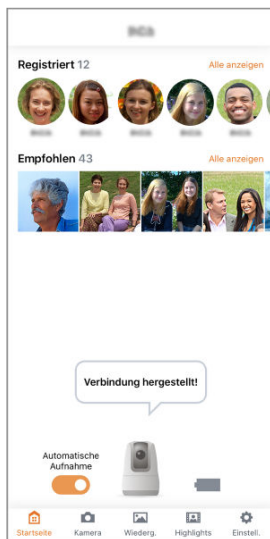 Registriert 12
Alle anzeigen
Empfohlen 43
Alle anzeigen
Verbindung hergestellt!
Automatische
Aufnahme
Startseite
Kamera
Wiederg.
Highlights
Einstell.